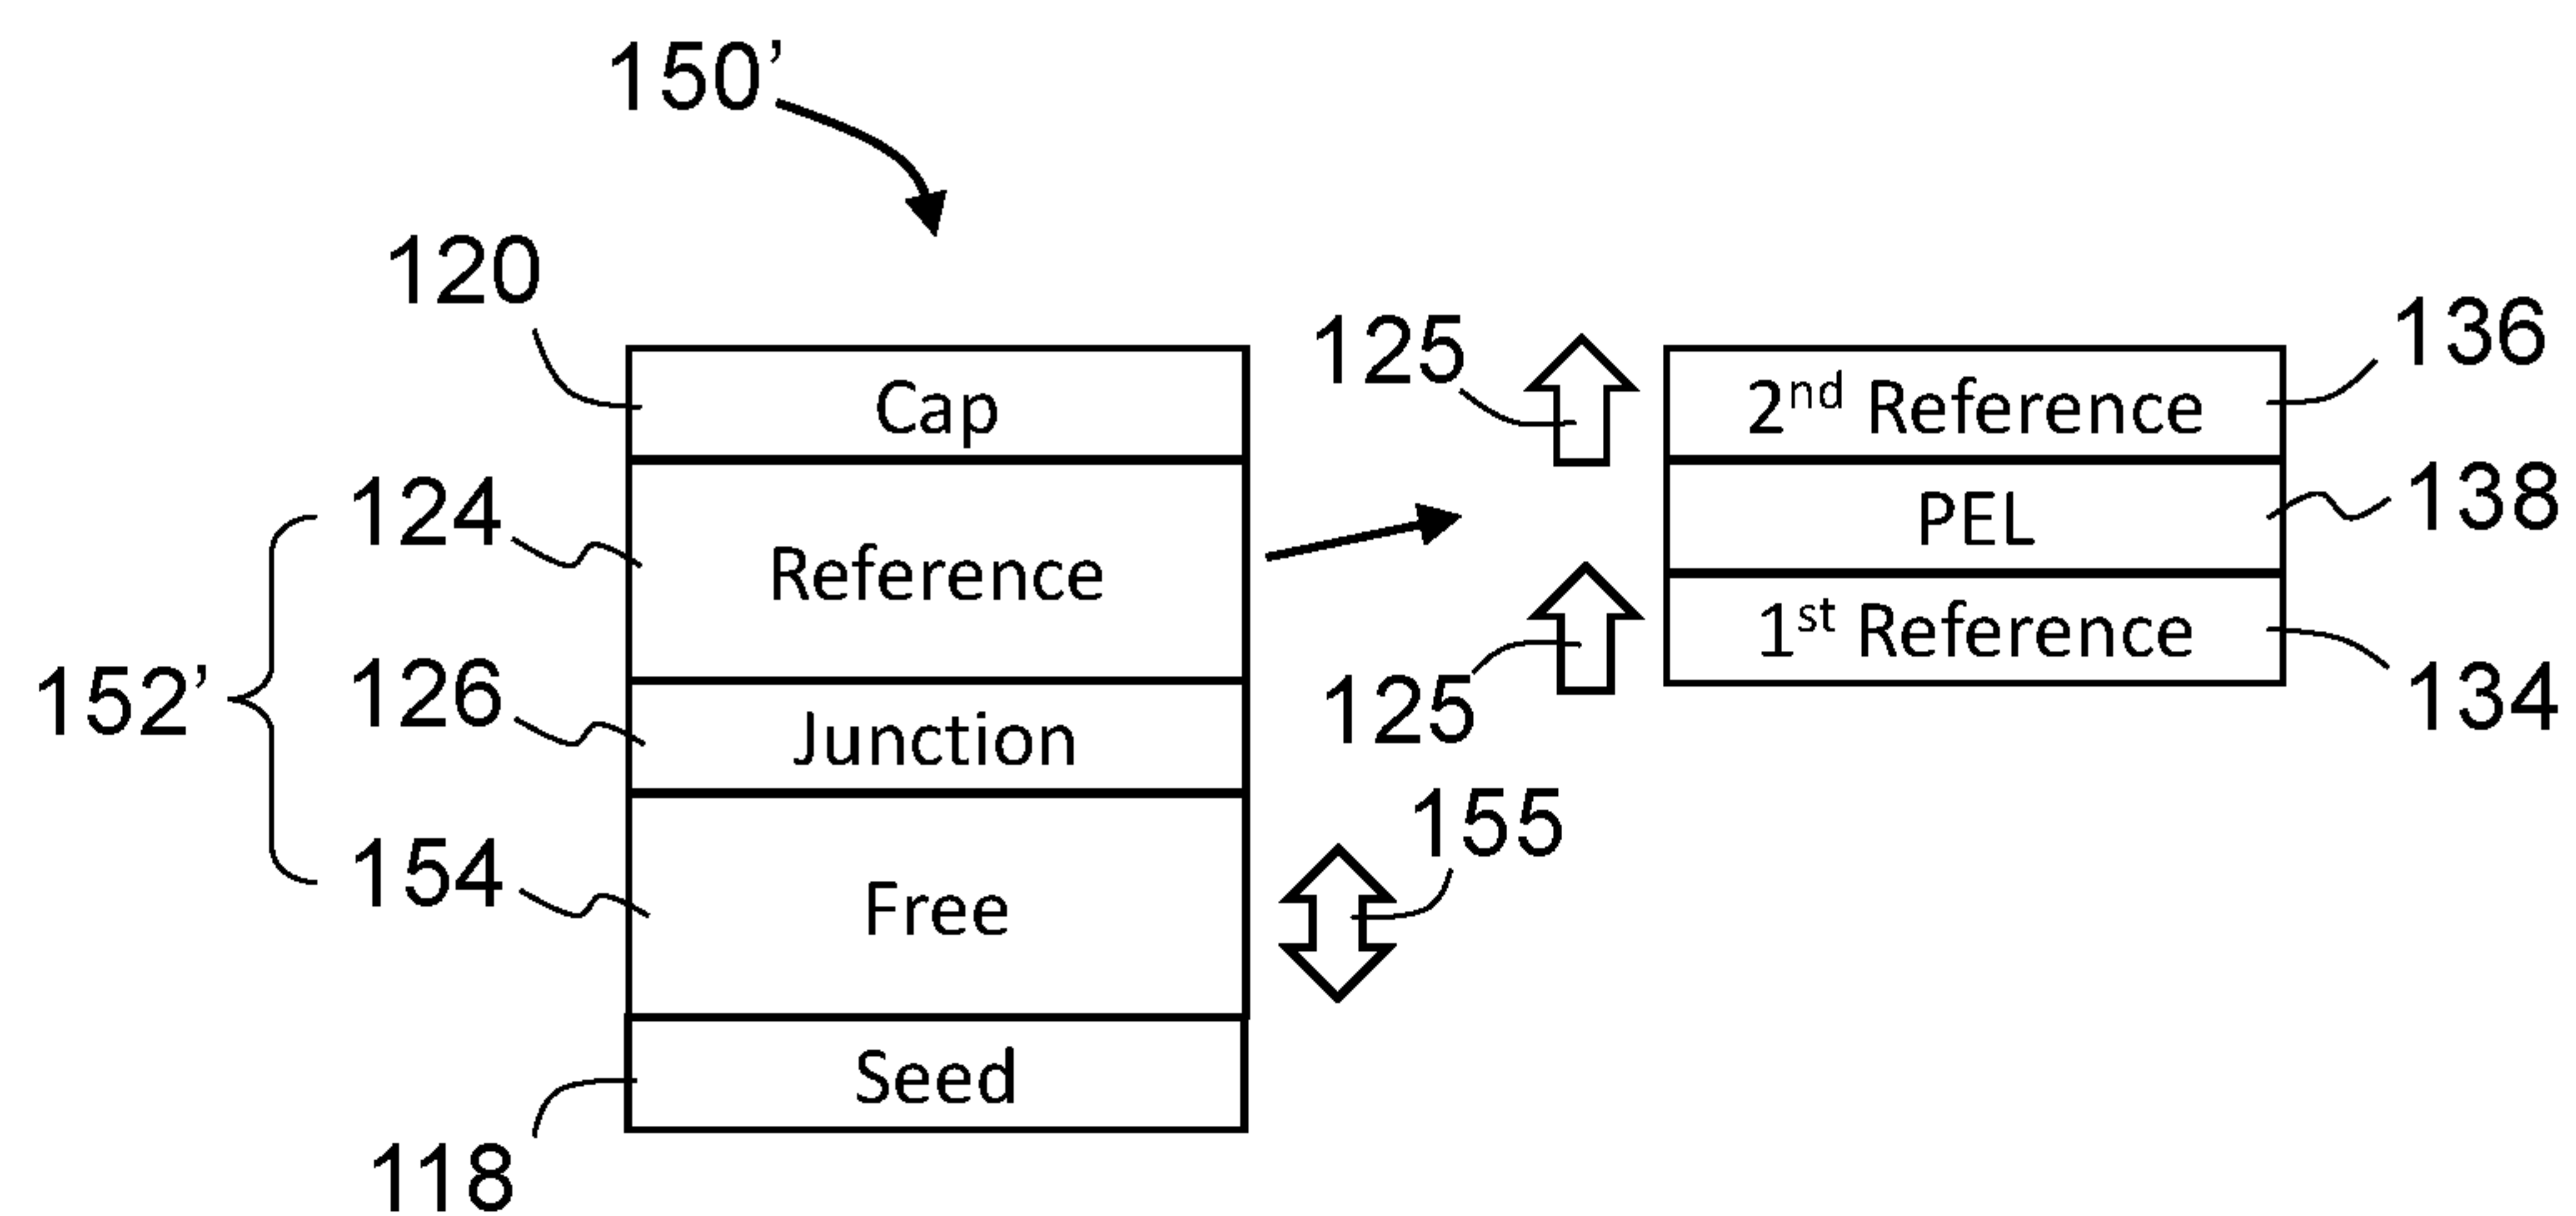 150’
120
Cap
125
2nd Reference
136
124
Reference
PEL
138
1st Reference
134
125
152’
126
Junction
155
154
Free
Seed
118